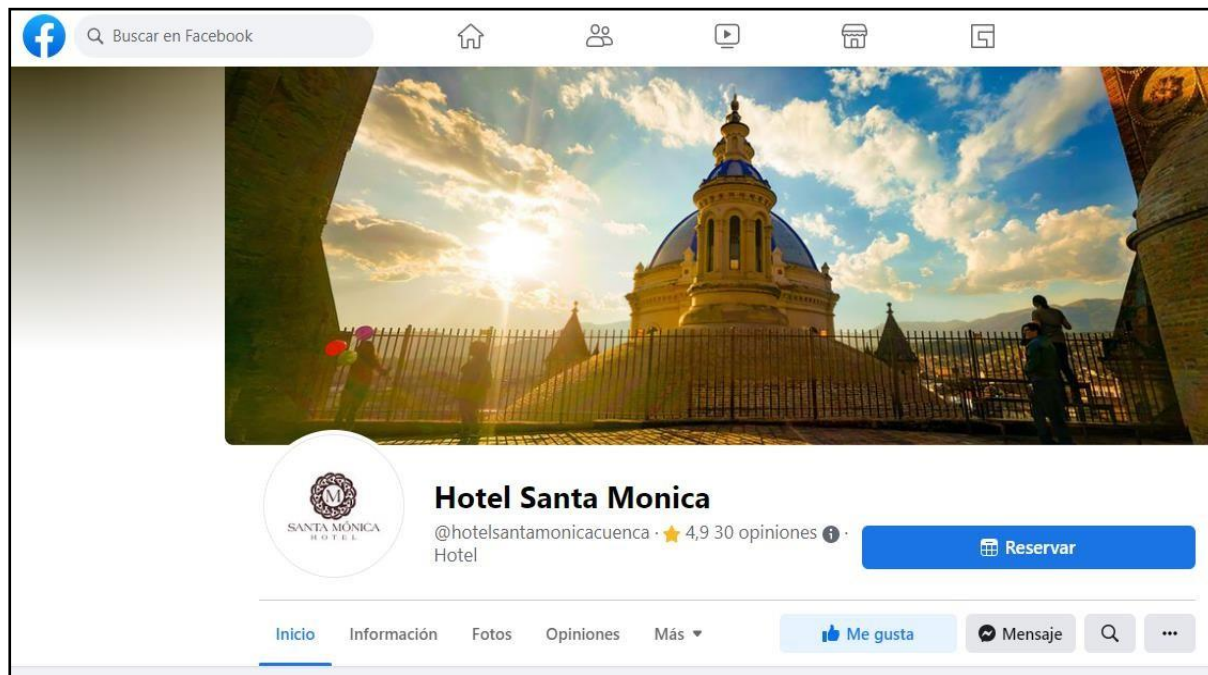 Buscar en Facebook
M
SANTA MÓNICA
HOTEL
Hotel Santa Monica
@hotelsantamonicacuenca · 4,9 30 opiniones ·
Hotel
Reservar
Inicio Información Fotos Opiniones Más Me gusta Mensaje